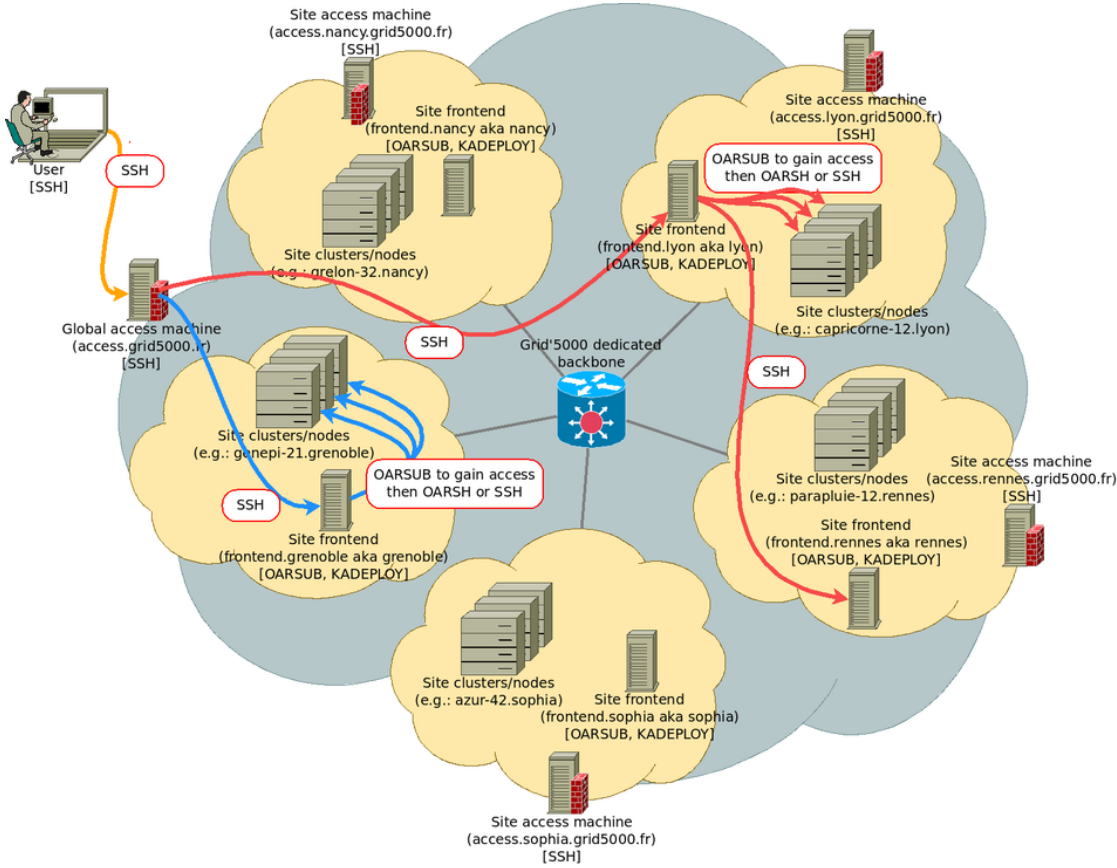 Site access machine
(access.nancy.grid5000.fr)
[SSH]
Site frontend
(frontend.nancy aka nancy)
[OARSUB, KADEPLOY]
Site clusters/nodes
(e.g.: grelon-32.nancy)
User
[SSH]
SSH
Global access machine
(access.grid5000.fr)
[SSH]
Site access machine
(access.lyon.grid5000.fr)
[SSH]
OARSUB to gain access
then OARSH or SSH
Site frontend
(frontend.lyon aka lyon)
[OARSUB, KADEPLOY]
Site clusters/nodes
(e.g.: capricorne-12.lyon)
SSH
Grid'5000 dedicated
backbone
SSH
Site clusters/nodes
(e.g.: genepi-21.grenoble)
OARSUB to gain access
then OARSH or SSH
SSH
Site frontend
(frontend.grenoble aka grenoble)
[OARSUB, KADEPLOY]
Site clusters/nodes
(e.g.: parapluie-12.rennes)
Site access machine
(access.rennes.grid5000.fr)
[SSH]
Site frontend
(frontend.rennes aka rennes)
[OARSUB, KADEPLOY]
Site clusters/nodes
(e.g.: azur-42.sophia)
Site frontend
(frontend.sophia aka sophia)
[OARSUB, KADEPLOY]
Site access machine
(access.sophia.grid5000.fr)
[SSH]